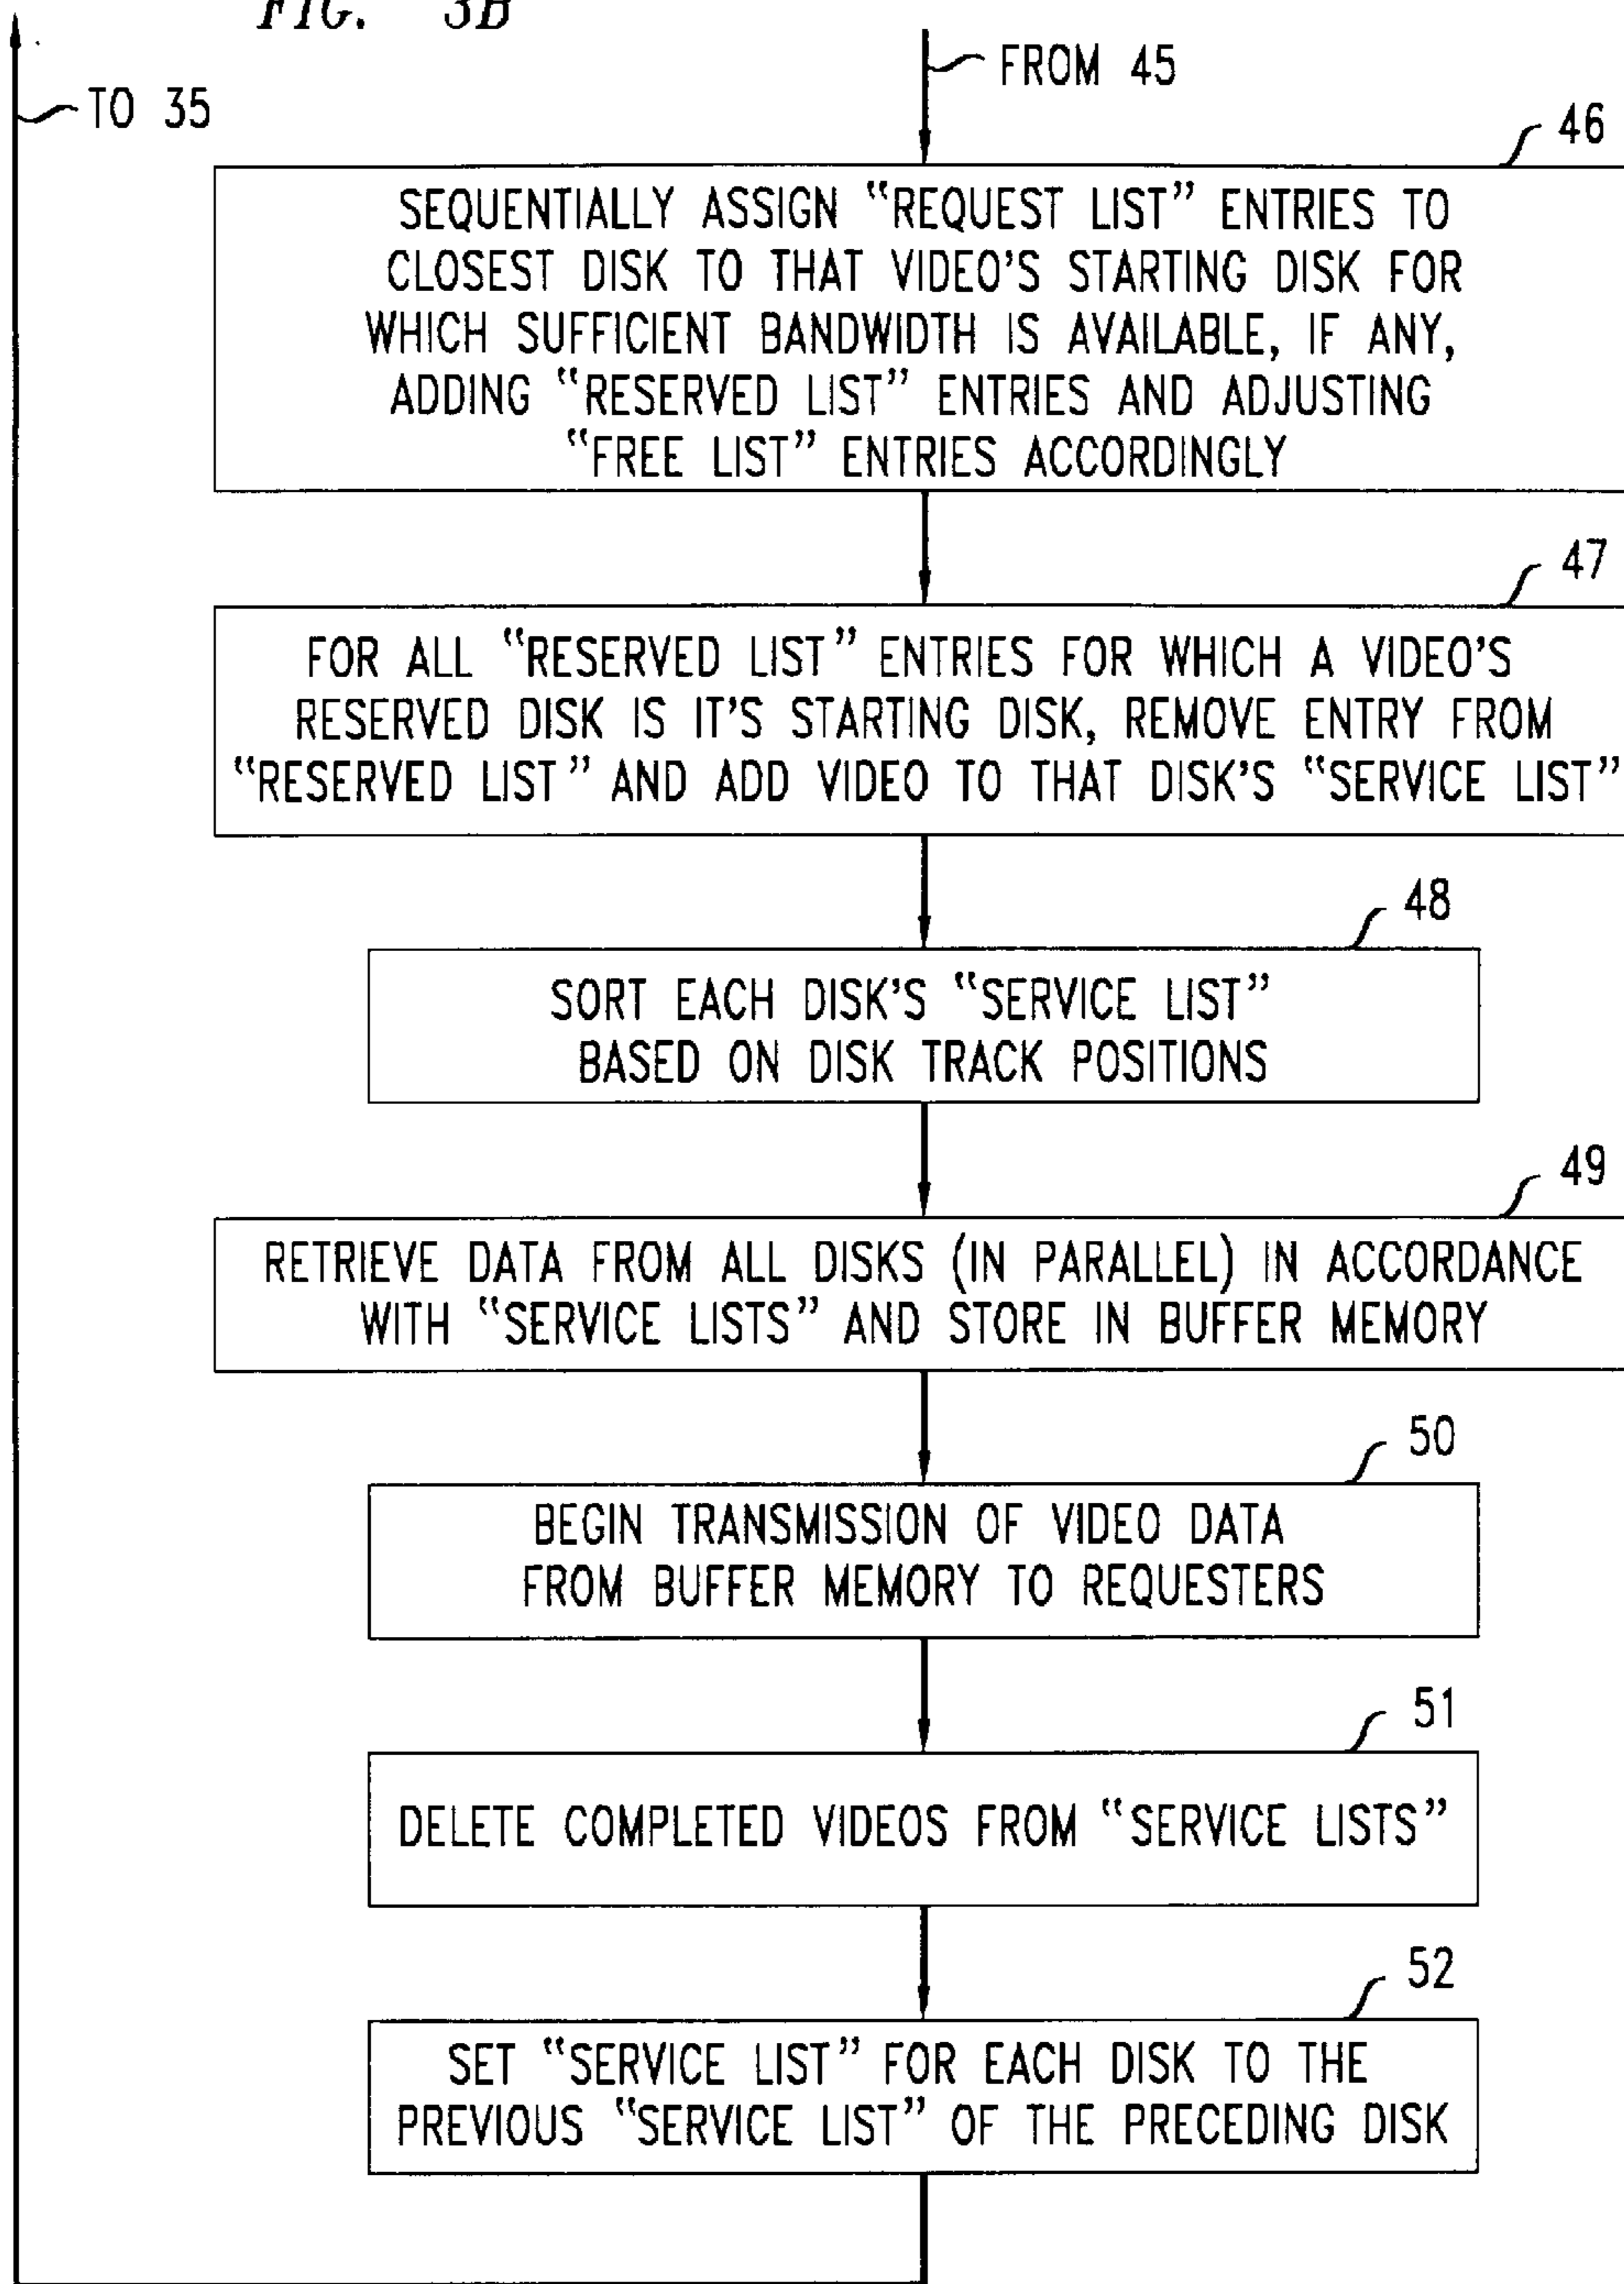 FIG. 3B
TO 35
FROM 45
46
SEQUENTIALLY ASSIGN “REQUEST LIST” ENTRIES TO
CLOSEST DISK TO THAT VIDEO'S STARTING DISK FOR
WHICH SUFFICIENT BANDWIDTH IS AVAILABLE, IF ANY,
ADDING “RESERVED LIST” ENTRIES AND ADJUSTING
“FREE LIST” ENTRIES ACCORDINGLY
47
FOR ALL “RESERVED LIST” ENTRIES FOR WHICH A VIDEO'S
RESERVED DISK IS IT'S STARTING DISK, REMOVE ENTRY FROM
“RESERVED LIST” AND ADD VIDEO TO THAT DISK'S “SERVICE LIST”
48
SORT EACH DISK'S “SERVICE LIST”
BASED ON DISK TRACK POSITIONS
49
RETRIEVE DATA FROM ALL DISKS (IN PARALLEL) IN ACCORDANCE
WITH “SERVICE LISTS” AND STORE IN BUFFER MEMORY
50
BEGIN TRANSMISSION OF VIDEO DATA
FROM BUFFER MEMORY TO REQUESTERS
51
DELETE COMPLETED VIDEOS FROM “SERVICE LISTS”
52
SET “SERVICE LIST” FOR EACH DISK TO THE
PREVIOUS “SERVICE LIST” OF THE PRECEDING DISK